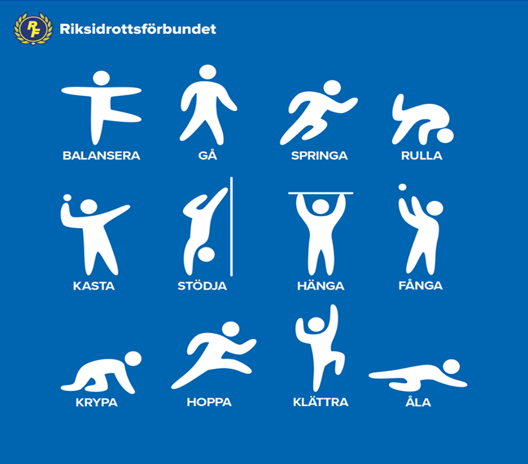 RF Riksidrottsförbundet
BALANSERA GÅ SPRINGA RULLA
KASTA STÖDJA HÄNGA FÅNGA
KRYPA HOPPA KLÄTTRA ÅLA